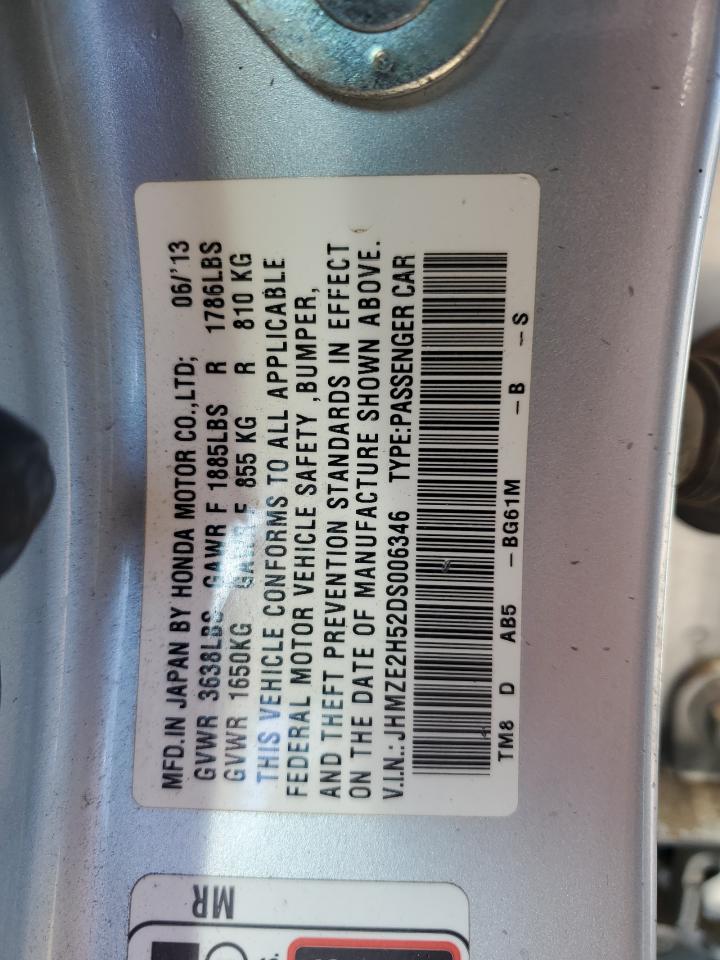 MFD.IN JAPAN BY HONDA MOTOR CO.,LTD; 06/'13
GVWR 3638LBS GAWR F 1885LBS R 1786LBS
GVWR 1650KG GAWR F 855 KG R 810 KG
THIS VEHICLE CONFORMS TO ALL APPLICABLE
FEDERAL MOTOR VEHICLE SAFETY ,BUMPER,
AND THEFT PREVENTION STANDARDS IN EFFECT
ON THE DATE OF MANUFACTURE SHOWN ABOVE.
V.I.N.: JHMZE2H52DS006346 TYPE:PASSENGER CAR
TM8 D AB5 - BG61M - B - S
MR